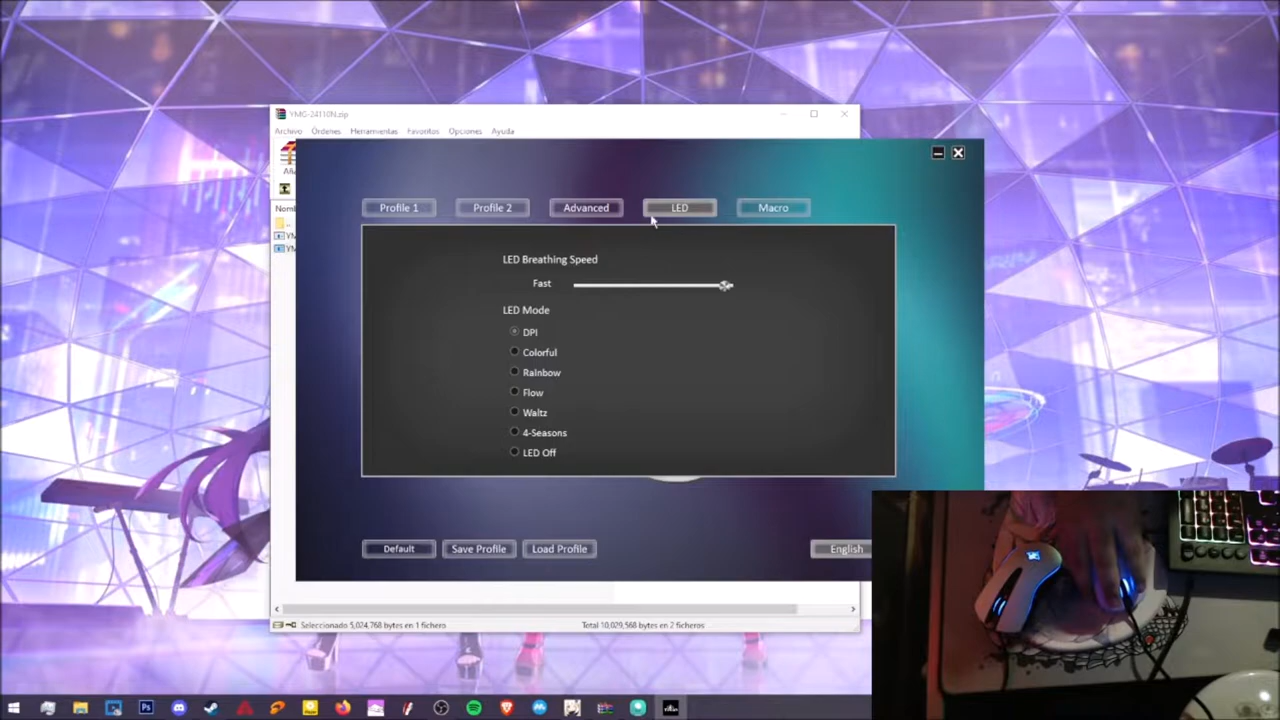 YMG-24110N.zip
Archivo Órdenes Herramientas Favoritos Opciones Ayuda
Profile 1 Profile 2 Advanced LED Macro
LED Breathing Speed
Fast
LED Mode
DPI
Colorful
Rainbow
Flow
Waltz
4-Seasons
LED Off
Default Save Profile Load Profile English
Seleccionado 5,024,768 bytes en 1 fichero Total 10,029,568 bytes en 2 ficheros
Ps